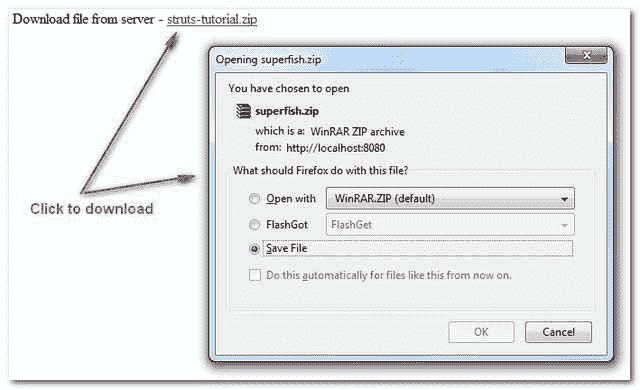 Download file from server - struts-tutorial.zip
Opening superfish.zip
You have chosen to open
superfish.zip
which is a: WinRAR ZIP archive
from: http://localhost:8080
What should Firefox do with this file?
Open with WinRAR.ZIP (default)
FlashGot FlashGet
Save File
Do this automatically for files like this from now on.
OK Cancel
Click to download